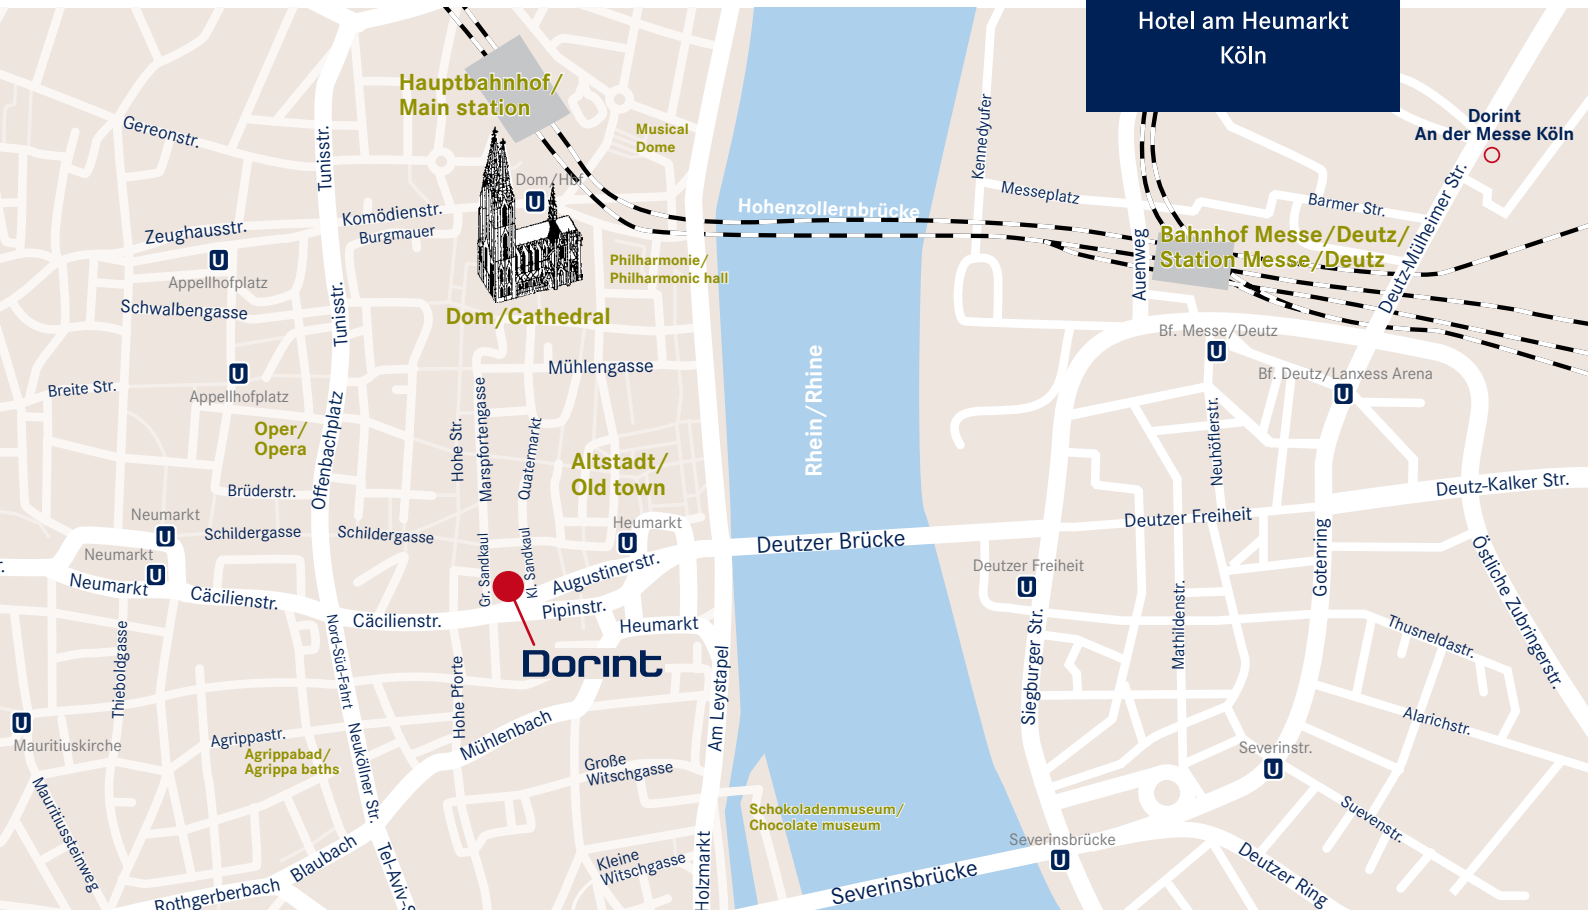 Hotel am Heumarkt
Köln
Dorint
An der Messe Köln
Hauptbahnhof/
Main station
Musical
Dome
Gereonstr.
Tunisstr.
Kennedyufer
Messeplatz
Barmer Str.
Deutz-Mülheimer Str.
Dom/Hbf
U
Komödienstr.
Burgmauer
Zeughausstr.
U
Appellhofplatz
Hohenzollernbrücke
Philharmonie/
Philharmonic hall
Auenweg
Bahnhof Messe/Deutz/
Station Messe/Deutz
Schwalbengasse
Tunisstr.
Dom/Cathedral
Bf. Messe/Deutz
U
Bf. Deutz/Lanxess Arena
U
Mühlengasse
Rhein/Rhine
U
Appellhofplatz
Breite Str.
Oper/
Opera
Offenbachplatz
Hohe Str.
Marspfortengasse
Quatermarkt
Altstadt/
Old town
Neuhöflerstr.
Deutz-Kalker Str.
Brüderstr.
Neumarkt
U
Schildergasse
Schildergasse
Heumarkt
U
Deutzer Brücke
Deutzer Freiheit
Neumarkt
U
Neumarkt
Cäcilienstr.
Cäcilienstr.
Gr. Sandkaul
Kl. Sandkaul
Augustinerstr.
Pipinstr.
Heumarkt
Dorint
Deutzer Freiheit
U
Gotenring
Östliche Zubringerstr.
Mathildenstr.
Thusneldastr.
Siegburger Str.
Alarichstr.
Thieboldgasse
Nord-Süd-Fahrt
Hohe Pforte
Am Leystapel
U
Mauritiuskirche
Agrippastr.
Agrippabad/
Agrippa baths
Neuköllner Str.
Mühlenbach
Große
Witschgasse
Severinstr.
U
Suevenstr.
Schokoladenmuseum/
Chocolate museum
Mauritiussteinweg
Blaubach
Rothgerberbach
Tel-Aviv-S
Kleine
Witschgasse
Holzmarkt
Severinsbrücke
Severinsbrücke
U
Deutzer Ring